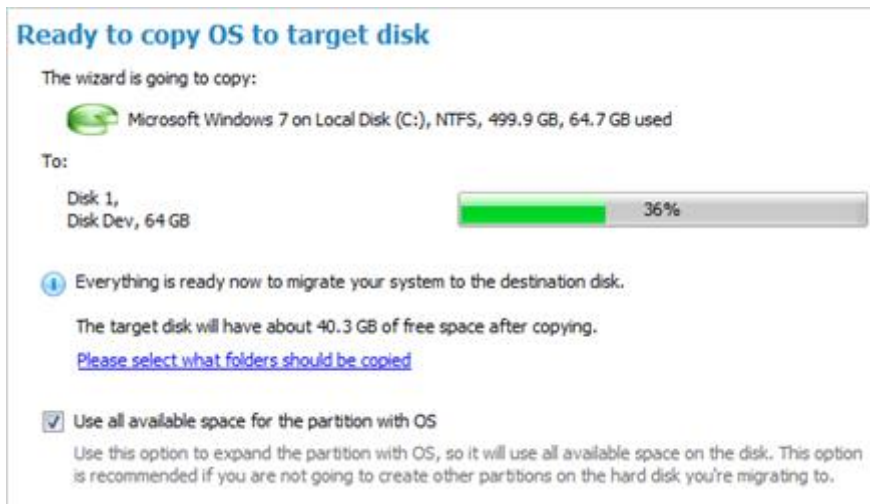 Ready to copy OS to target disk
The wizard is going to copy:
Microsoft Windows 7 on Local Disk (C:), NTFS, 499.9 GB, 64.7 GB used
To:
Disk 1,
Disk Dev, 64 GB
36%
Everything is ready now to migrate your system to the destination disk.
The target disk will have about 40.3 GB of free space after copying.
Please select what folders should be copied
Use all available space for the partition with OS
Use this option to expand the partition with OS, so it will use all available space on the disk. This option
is recommended if you are not going to create other partitions on the hard disk you're migrating to.